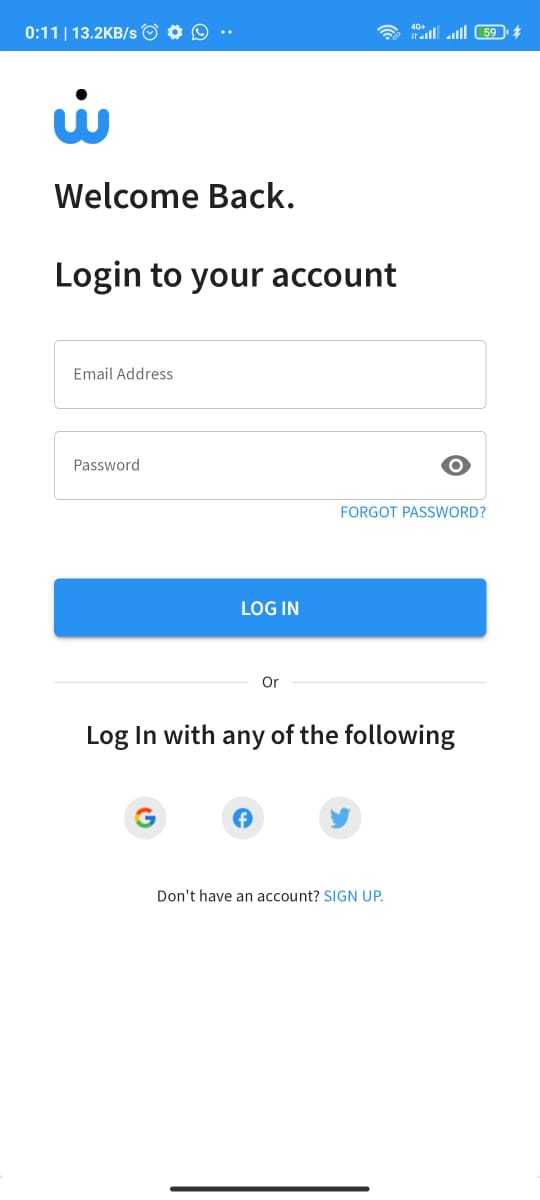 0:11 | 13.2KB/s
4G+
59
Welcome Back.
Login to your account
Email Address
Password
FORGOT PASSWORD?
LOG IN
Or
Log In with any of the following
Don't have an account? SIGN UP.